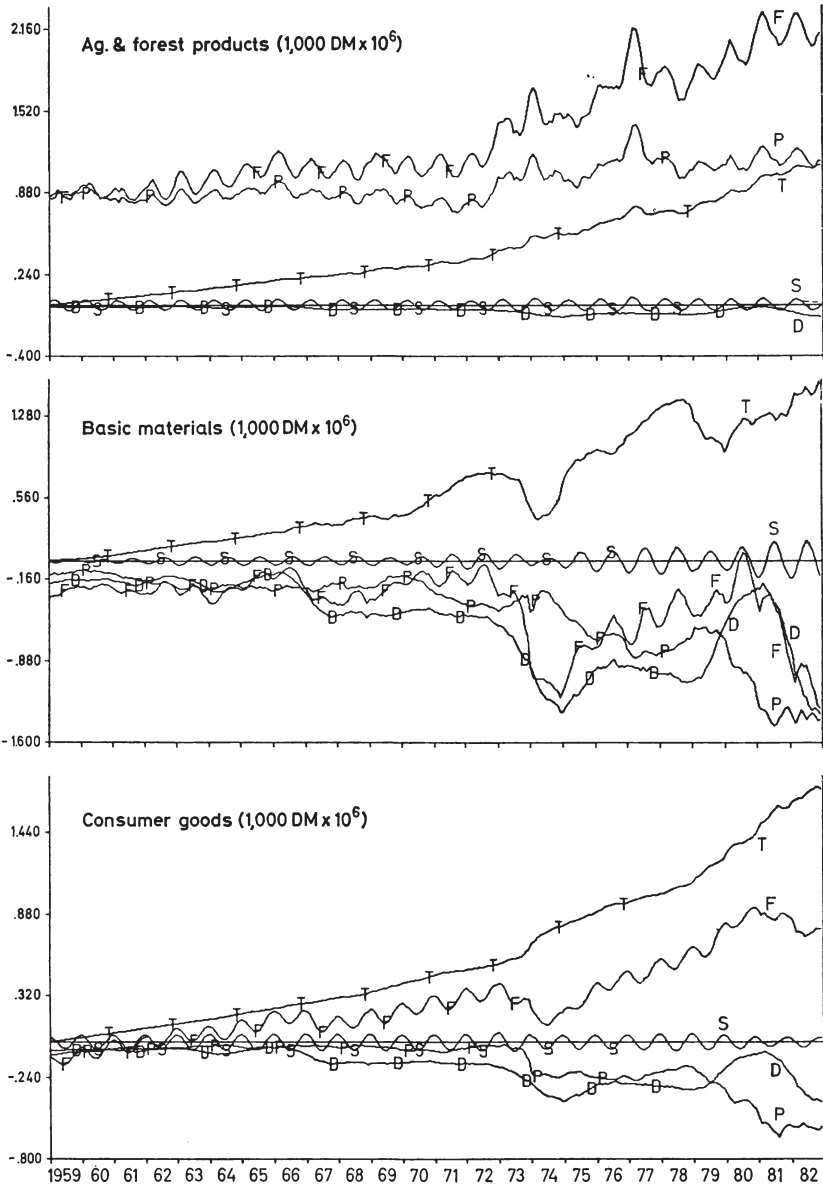 2.160
Ag. & forest products (1,000 DM x 10⁶)
F
F
1.520
P
P
F F F F
.880 F P P P P P P
T
T
T
T T T T T T T
.240
S
D S D D S D D S D D S D D S D S D
-.400
1280
Basic materials (1,000 DM x 10⁶)
T
.560
T T T T T T T
S S S S S S S S S
S
-.160
-.880
D F P
-1.600
1.440
Consumer goods (1,000 DM x 10⁶)
T
.880
T
F
T
.320
T T T T T T T
F F F F F F
S
-.240
D
P
-.800
1959 60 61 62 63 64 65 66 67 68 69 70 71 72 73 74 75 76 77 78 79 80 81 82